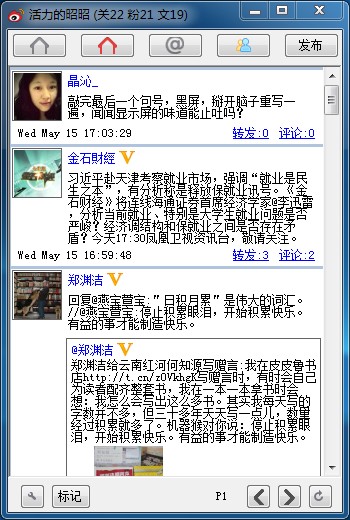 活力的昭昭 (关22 粉21 文19)
发布
晶沁_
敲完最后一个句号，黑屏，掰开脑子重写一
遍，闻闻显示屏的味道能止吐吗？
Wed May 15 17:03:29 转发:0 评论:0
金石財經
习近平赴天津考察就业市场，强调“就业是民
生之本”，有分析称是释放保就业讯号。《金
石财经》将连线海通证券首席经济学家@李迅雷
，分析当前就业、特别是大学生就业问题是否
严峻？经济调结构和保就业之间是否存在矛
盾？今天17:30凤凰卫视资讯台，敬请关注。
Wed May 15 16:59:48 转发:3 评论:2
郑渊洁
回复@燕宝萱宝:＂日积月累＂是伟大的词汇。
//@燕宝萱宝:停止积累眼泪，开始积累快乐。
有益的事才能制造快乐。
@郑渊洁
郑渊洁给云南红河何知源写赠言:我在皮皮鲁书
店http://t.cn/zOVkhgK写赠言时，有时会自己
为读者配齐整套书，我在一本一本拿书时会
想：我怎么会写出这么多书。其实我每天写的
字数并不多，但三十多年天天写一点儿，数量
经过积累就多了。机器猴对你说：停止积累眼
泪，开始积累快乐。有益的事才能制造快乐。
标记
P1